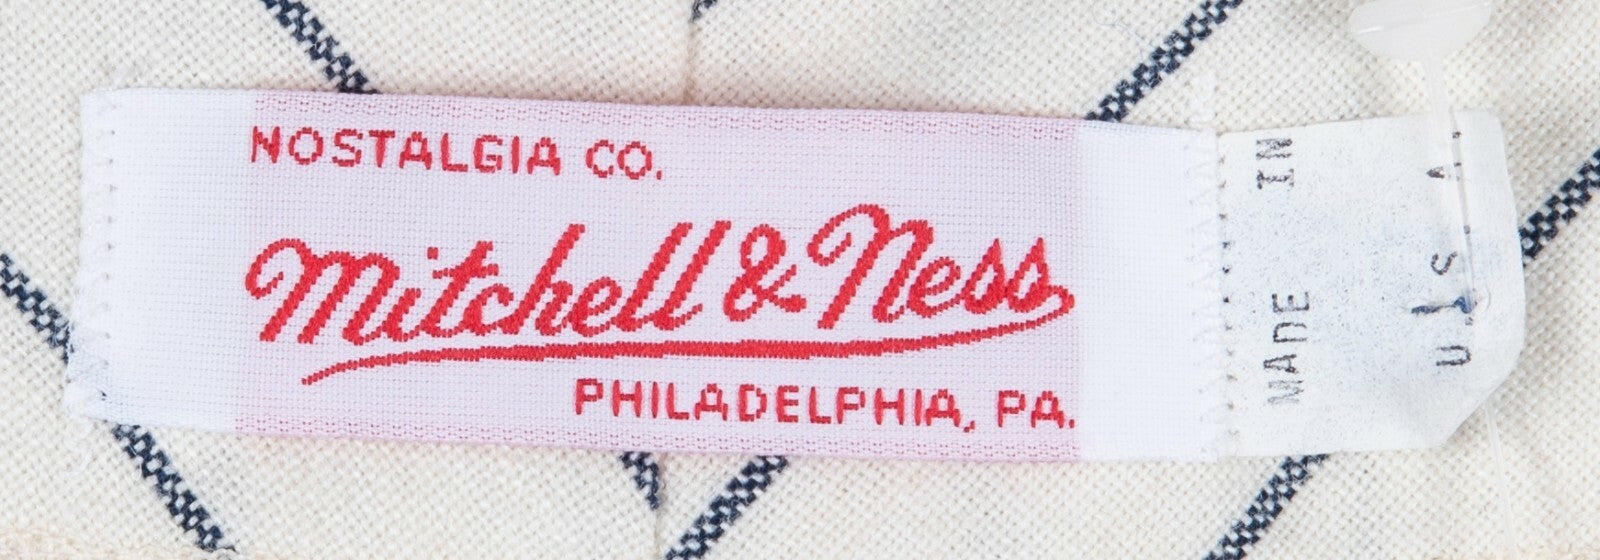 NOSTALGIA CO.
Mitchell & Ness
PHILADELPHIA, PA.
MADE IN
U.S.A.